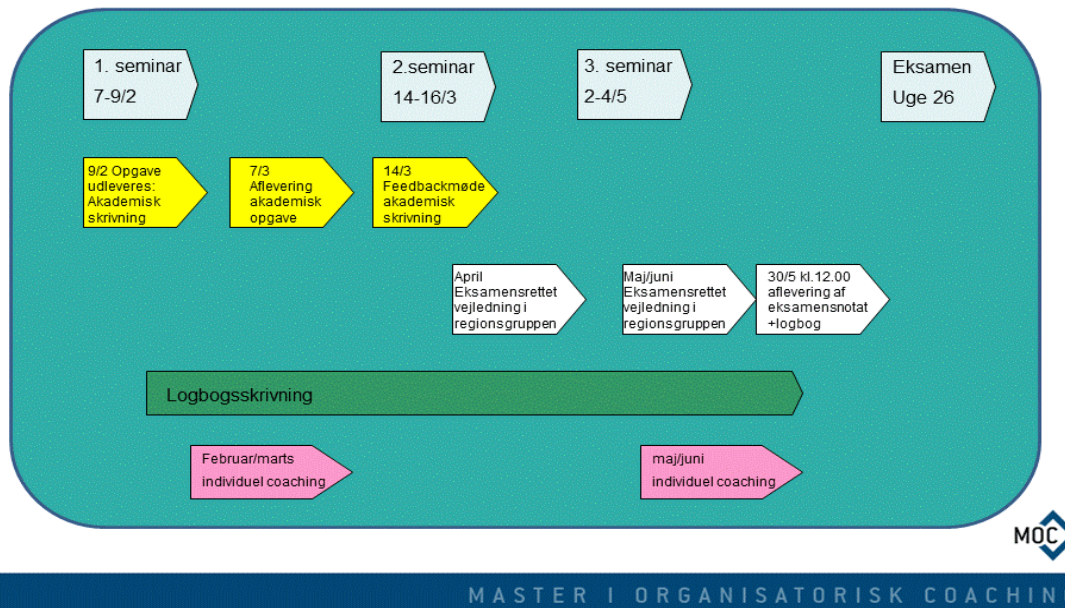 1. seminar
7-9/2
2.seminar
14-16/3
3. seminar
2-4/5
Eksamen
Uge 26
9/2 Opgave
udleveres:
Akademisk
skrivning
7/3
Aflevering
akademisk
opgave
14/3
Feedbackmøde
akademisk
skrivning
April
Eksamensrettet
vejledning i
regionsgruppen
Maj/juni
Eksamensrettet
vejledning i
regionsgruppen
30/5 kl.12.00
aflevering af
eksamensnotat
+logbog
Logbogsskrivning
Februar/marts
individuel coaching
maj/juni
individuel coaching
MOC
MASTER I ORGANISATORISK COACHIN